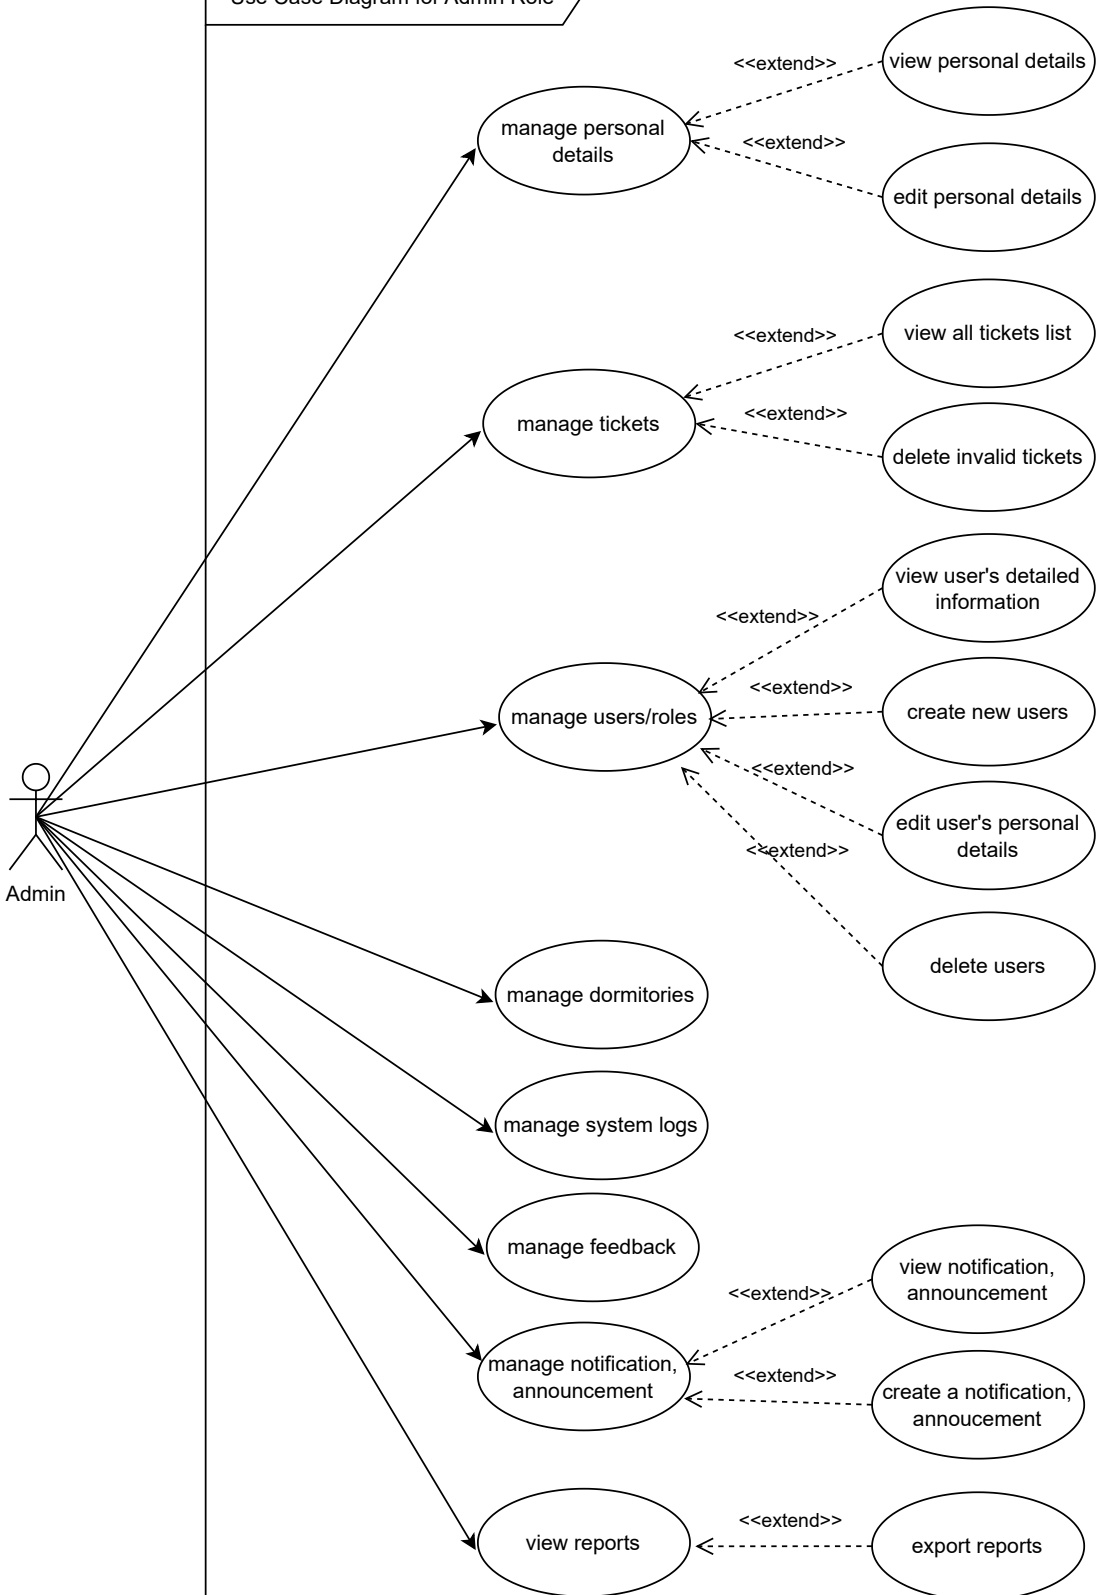 Use Case Diagram for Admin Role
<<extend>>
view personal details
manage personal
details
<<extend>>
edit personal details
<<extend>>
view all tickets list
manage tickets
<<extend>>
delete invalid tickets
view user's detailed
information
<<extend>>
manage users/roles
<<extend>>
create new users
<<extend>>
edit user's personal
details
<<extend>>
Admin
delete users
manage dormitories
manage system logs
manage feedback
view notification,
announcement
<<extend>>
manage notification,
announcement
<<extend>>
create a notification,
annoucement
view reports
<<extend>>
export reports